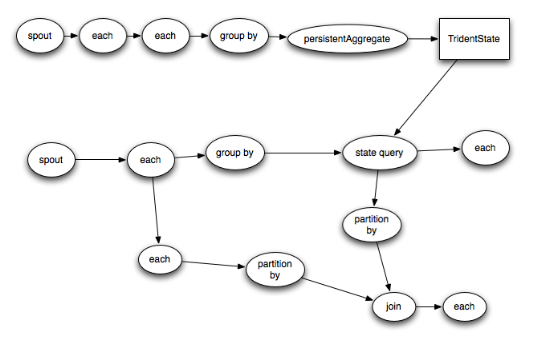 spout
each
each
group by
persistentAggregate
TridentState
spout
each
group by
state query
each
partition
by
each
partition
by
join
each